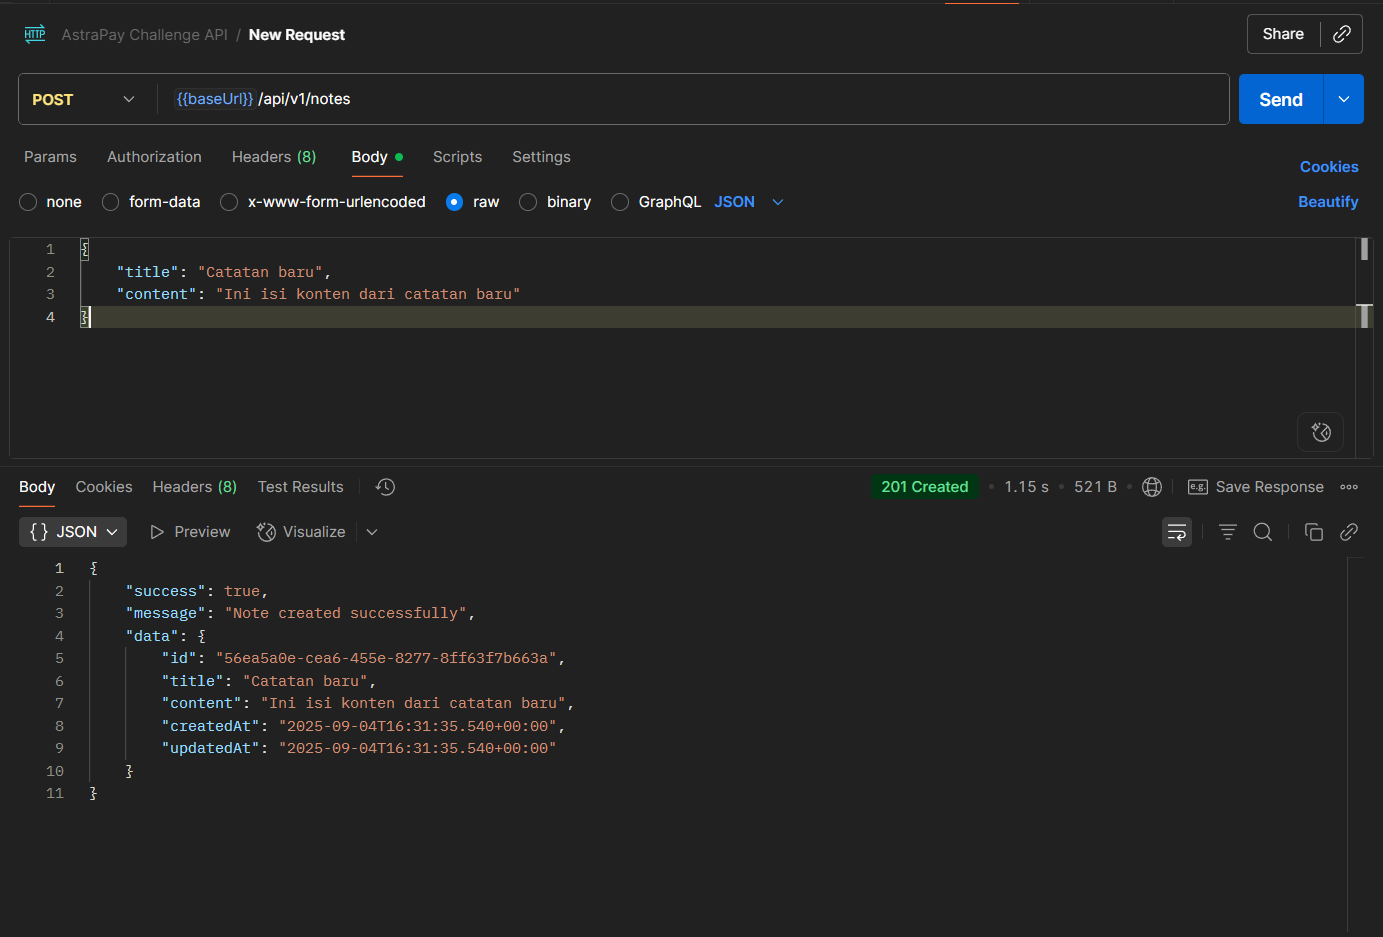 HTTP AstraPay Challenge API / New Request Share
POST {{baseUrl}} /api/v1/notes Send
Params Authorization Headers (8) Body Scripts Settings Cookies
none form-data x-www-form-urlencoded raw binary GraphQL JSON Beautify
1 {
2 "title": "Catatan baru",
3 "content": "Ini isi konten dari catatan baru"
4 }
Body Cookies Headers (8) Test Results 201 Created • 1.15 s • 521 B • e.g. Save Response
{} JSON Preview Visualize
1 {
2 "success": true,
3 "message": "Note created successfully",
4 "data": {
5 "id": "56ea5a0e-cea6-455e-8277-8ff63f7b663a",
6 "title": "Catatan baru",
7 "content": "Ini isi konten dari catatan baru",
8 "createdAt": "2025-09-04T16:31:35.540+00:00",
9 "updatedAt": "2025-09-04T16:31:35.540+00:00"
10 }
11 }